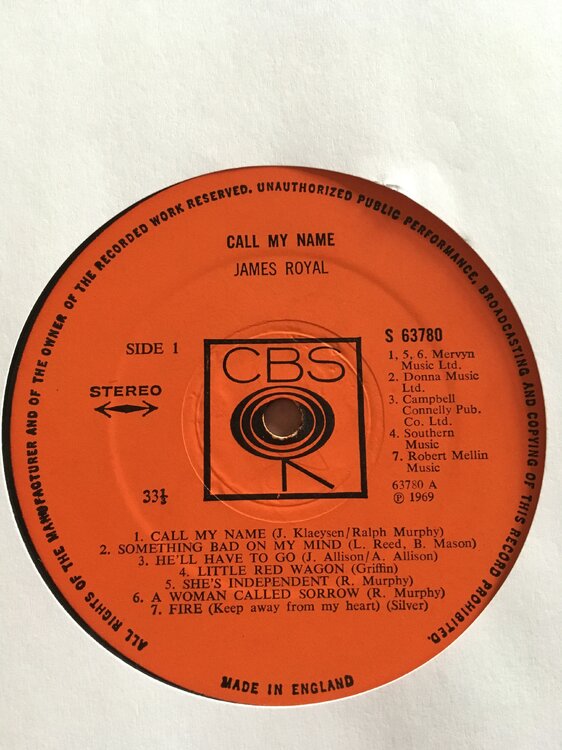 ALL RIGHTS OF THE MANUFACTURER AND OF THE OWNER OF THE RECORDED WORK RESERVED. UNAUTHORIZED PUBLIC PERFORMANCE, BROADCASTING AND COPYING OF THIS RECORD PROHIBITED.
CALL MY NAME
JAMES ROYAL
SIDE 1
STEREO
33⅓
CBS
S 63780
1, 5, 6. Mervyn
Music Ltd.
2. Donna Music
Ltd.
3. Campbell
Connelly Pub.
Co. Ltd.
4. Southern
Music
7. Robert Mellin
Music
63780 A
℗ 1969
1. CALL MY NAME (J. Klaeysen/Ralph Murphy)
2. SOMETHING BAD ON MY MIND (L. Reed, B. Mason)
3. HE'LL HAVE TO GO (J. Allison/A. Allison)
4. LITTLE RED WAGON (Griffin)
5. SHE'S INDEPENDENT (R. Murphy)
6. A WOMAN CALLED SORROW (R. Murphy)
7. FIRE (Keep away from my heart) (Silver)
MADE IN ENGLAND